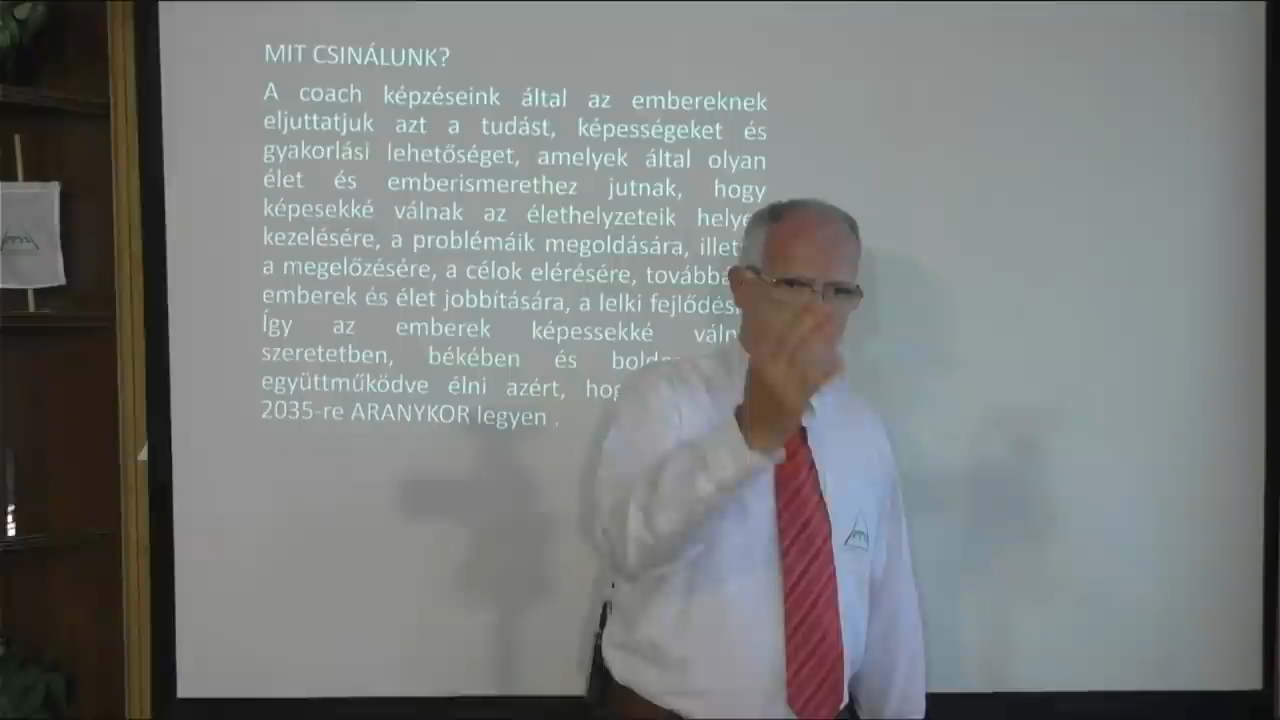 MIT CSINÁLUNK?
A coach képzéseink által az embereknek
eljuttatjuk azt a tudást, képességeket és
gyakorlási lehetőséget, amelyek által olyan
élet és emberismerethez jutnak, hogy
képesekké válnak az élethelyzeteik
kezelésére, a problémáik megoldására,
a megelőzésére, a célok elérésére,
emberek és élet jobbítására, a lelki
Így az emberek képessekké
szeretetben, békében és
együttműködve élni azért,
2035-re ARANYKOR legyen .